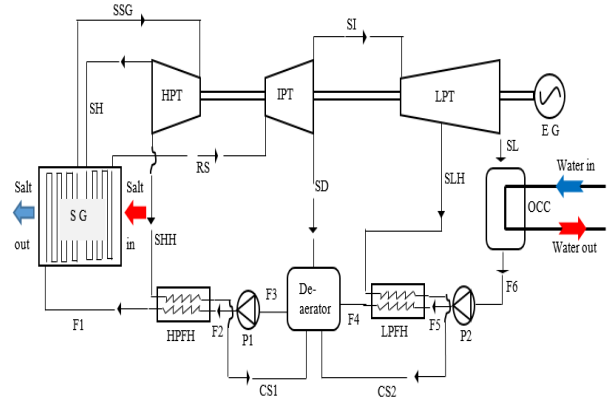 SSG
SI
HPT
IPT
LPT
E G
SH
RS
SL
Water in
SD
SLH
OCC
Salt
Salt
S G
out
in
SHH
Water out
De-
aerator
F3
F4
F6
F1
HPFH
F2
P1
LPFH
F5
P2
CS1
CS2